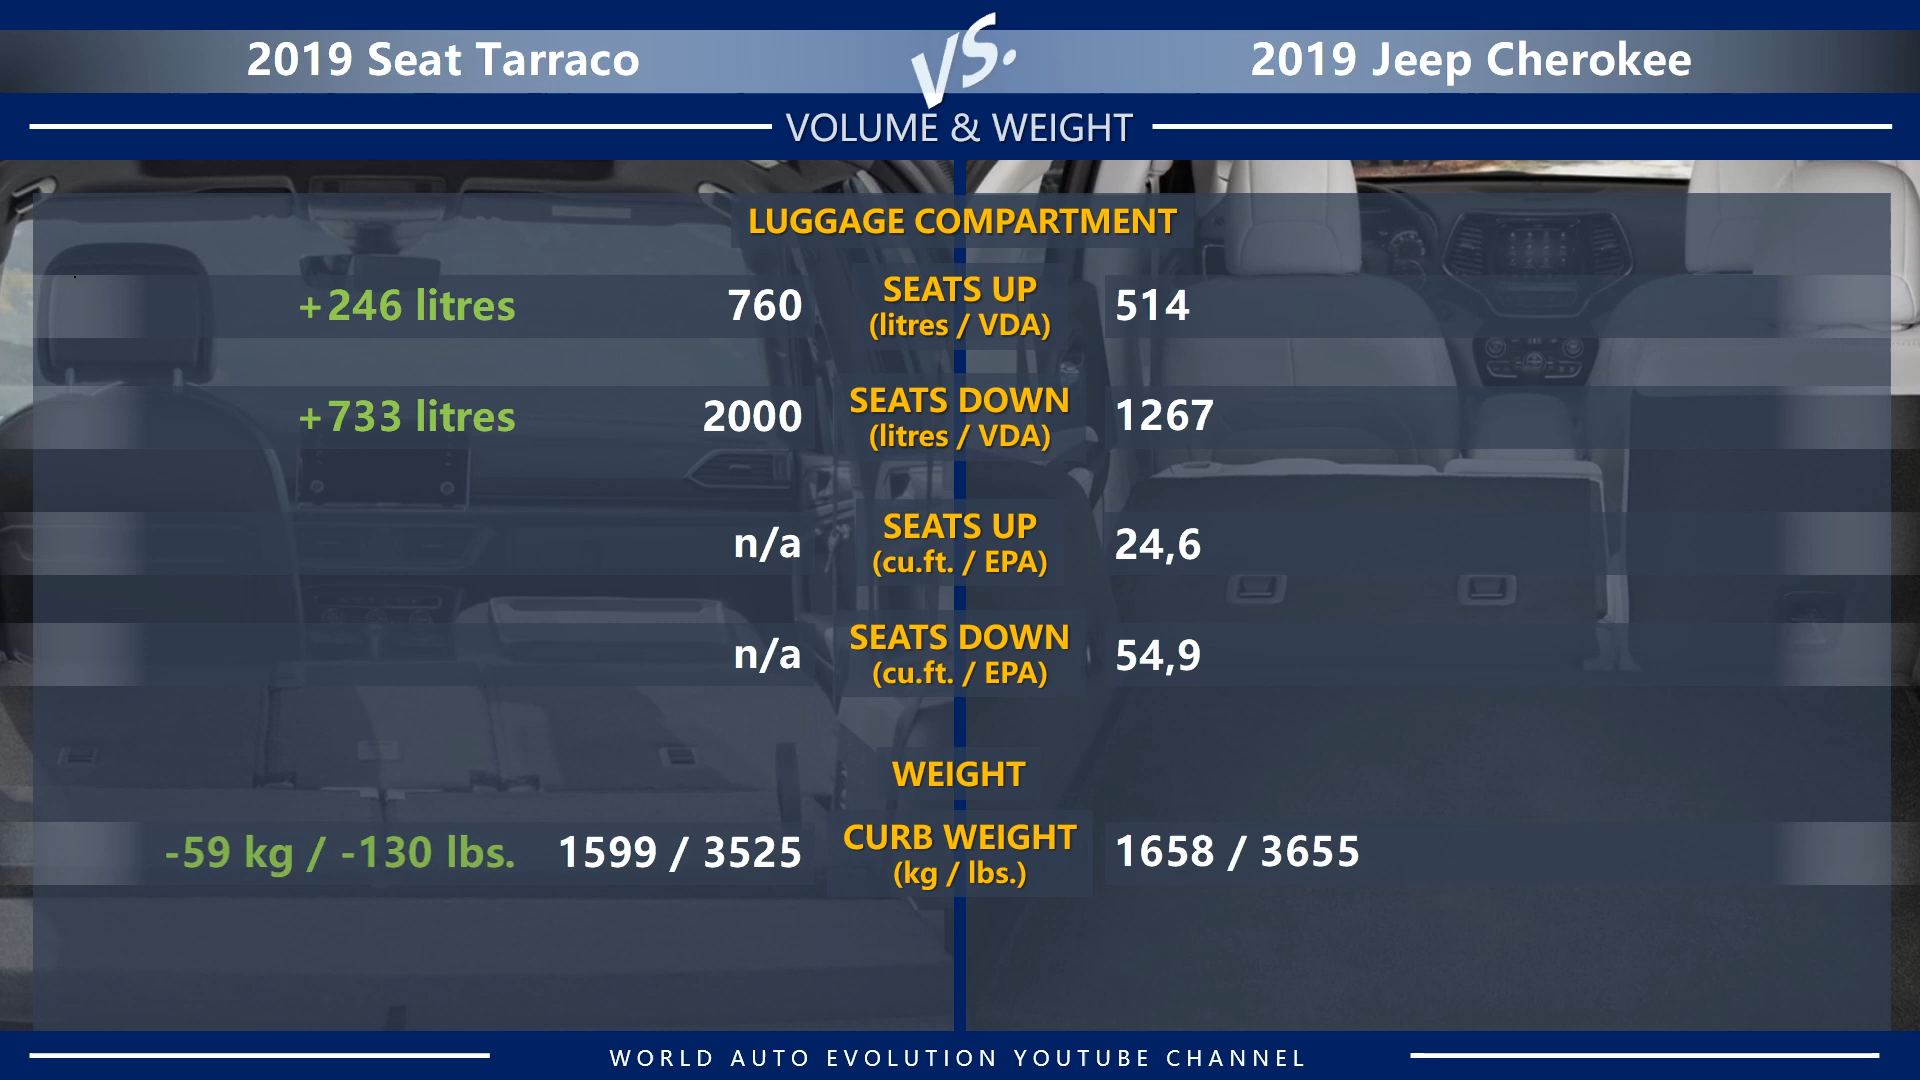 2019 Seat Tarraco VS. 2019 Jeep Cherokee
VOLUME & WEIGHT
LUGGAGE COMPARTMENT
+246 litres 760 SEATS UP (litres / VDA) 514
+733 litres 2000 SEATS DOWN (litres / VDA) 1267
n/a SEATS UP (cu.ft. / EPA) 24,6
n/a SEATS DOWN (cu.ft. / EPA) 54,9
WEIGHT
-59 kg / -130 lbs. 1599 / 3525 CURB WEIGHT (kg / lbs.) 1658 / 3655
WORLD AUTO EVOLUTION YOUTUBE CHANNEL